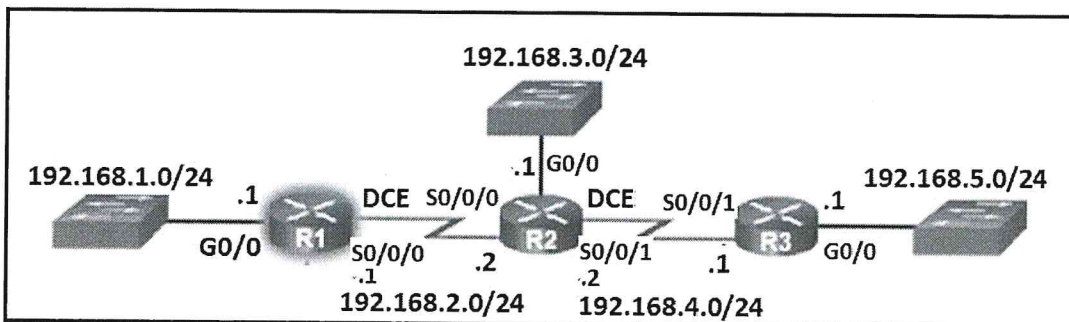 192.168.3.0/24
.1 G0/0
192.168.1.0/24
.1
DCE S0/0/0
DCE S0/0/1
192.168.5.0/24
.1
G0/0
R1
S0/0/0
.1
.2
R2
S0/0/1
.2
.1
R3
G0/0
192.168.2.0/24
192.168.4.0/24